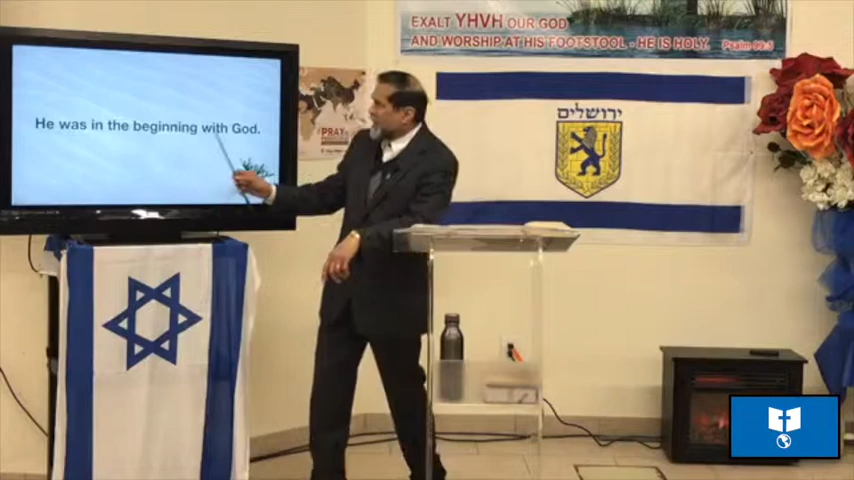 EXALT YHVH OUR GOD
AND WORSHIP AT HIS FOOTSTOOL - HE IS HOLY. Psalm 99:5
He was in the beginning with God.
#PRAY
ירושלים